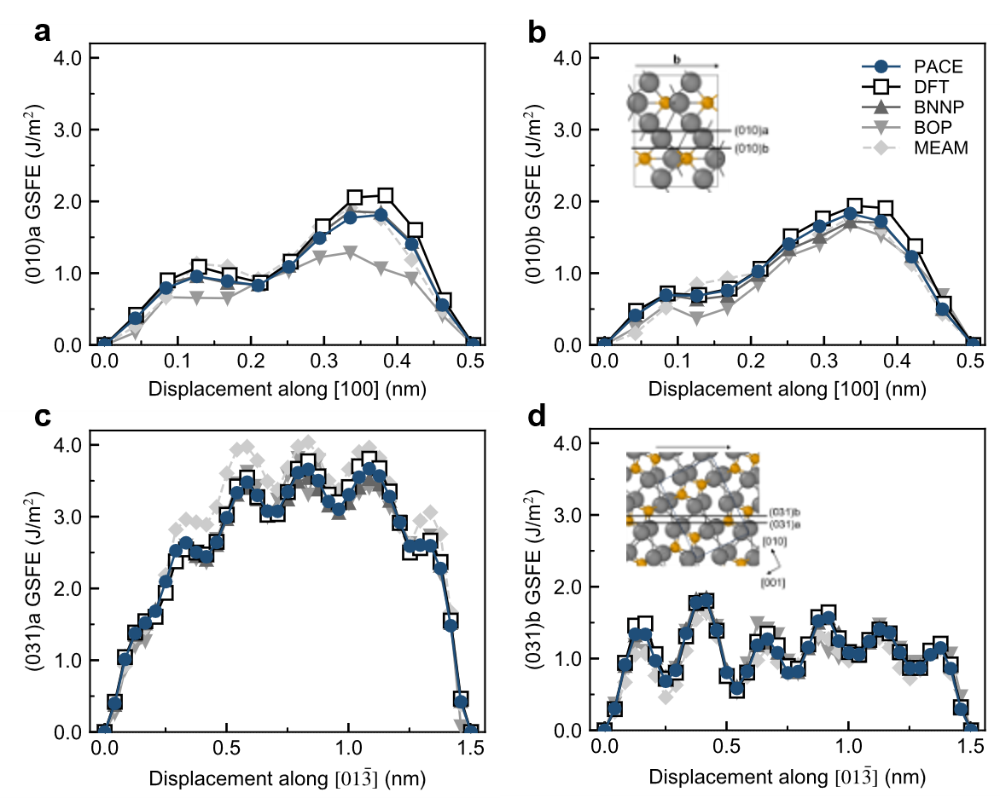 a
4.0
3.0
2.0
1.0
0.0
(010)a GSFE (J/m²)
0.0 0.1 0.2 0.3 0.4 0.5
Displacement along [100] (nm)
b
4.0
3.0
2.0
1.0
0.0
(010)b GSFE (J/m²)
b
(010)a
(010)b
PACE
DFT
BNNP
BOP
MEAM
0.0 0.1 0.2 0.3 0.4 0.5
Displacement along [100] (nm)
c
4.0
3.0
2.0
1.0
0.0
(031)a GSFE (J/m²)
0.0 0.5 1.0 1.5
Displacement along [013̄] (nm)
d
4.0
3.0
2.0
1.0
0.0
(031)b GSFE (J/m²)
(031)b
(031)a
[010]
[001]
0.0 0.5 1.0 1.5
Displacement along [013̄] (nm)